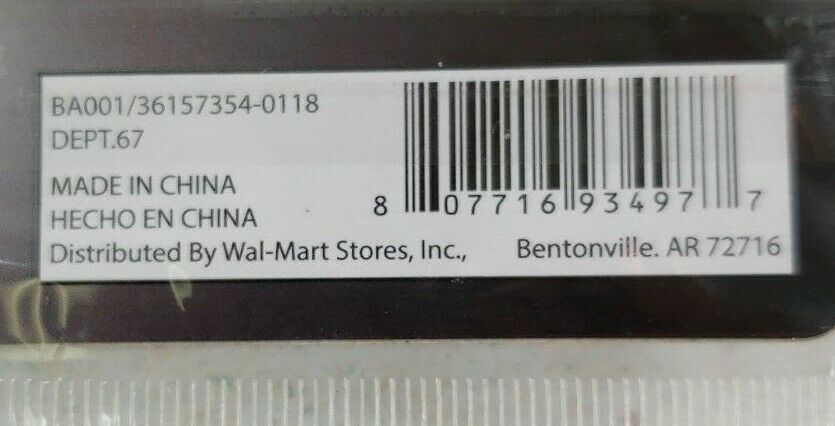 BA001/36157354-0118
DEPT.67
MADE IN CHINA
HECHO EN CHINA
8 07716 93497 7
Distributed By Wal-Mart Stores, Inc., Bentonville. AR 72716